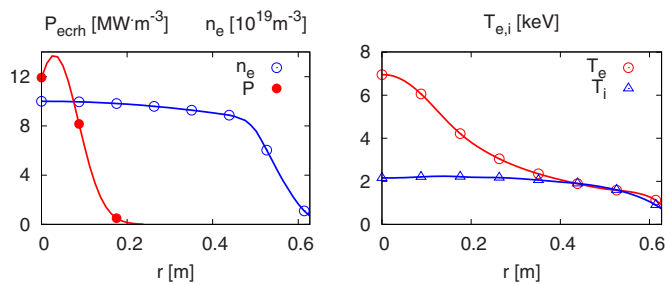 P_ecrh [MW·m^-3] n_e [10^19 m^-3]
n_e
P
12
8
4
0
0 0.2 0.4 0.6
r [m]
T_e,i [keV]
T_e
T_i
8
6
4
2
0
0 0.2 0.4 0.6
r [m]